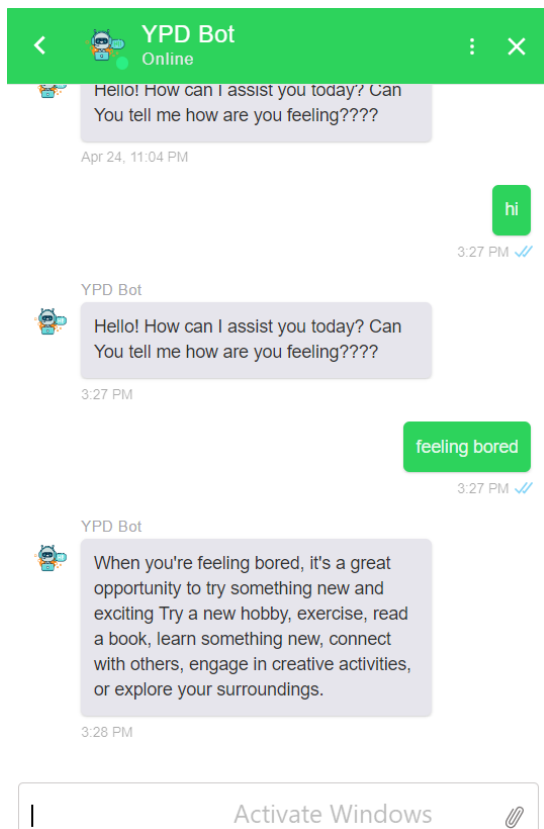 YPD Bot
Online
Hello! How can I assist you today? Can
You tell me how are you feeling????
Apr 24, 11:04 PM
hi
3:27 PM
YPD Bot
Hello! How can I assist you today? Can
You tell me how are you feeling????
3:27 PM
feeling bored
3:27 PM
YPD Bot
When you're feeling bored, it's a great
opportunity to try something new and
exciting Try a new hobby, exercise, read
a book, learn something new, connect
with others, engage in creative activities,
or explore your surroundings.
3:28 PM
Activate Windows